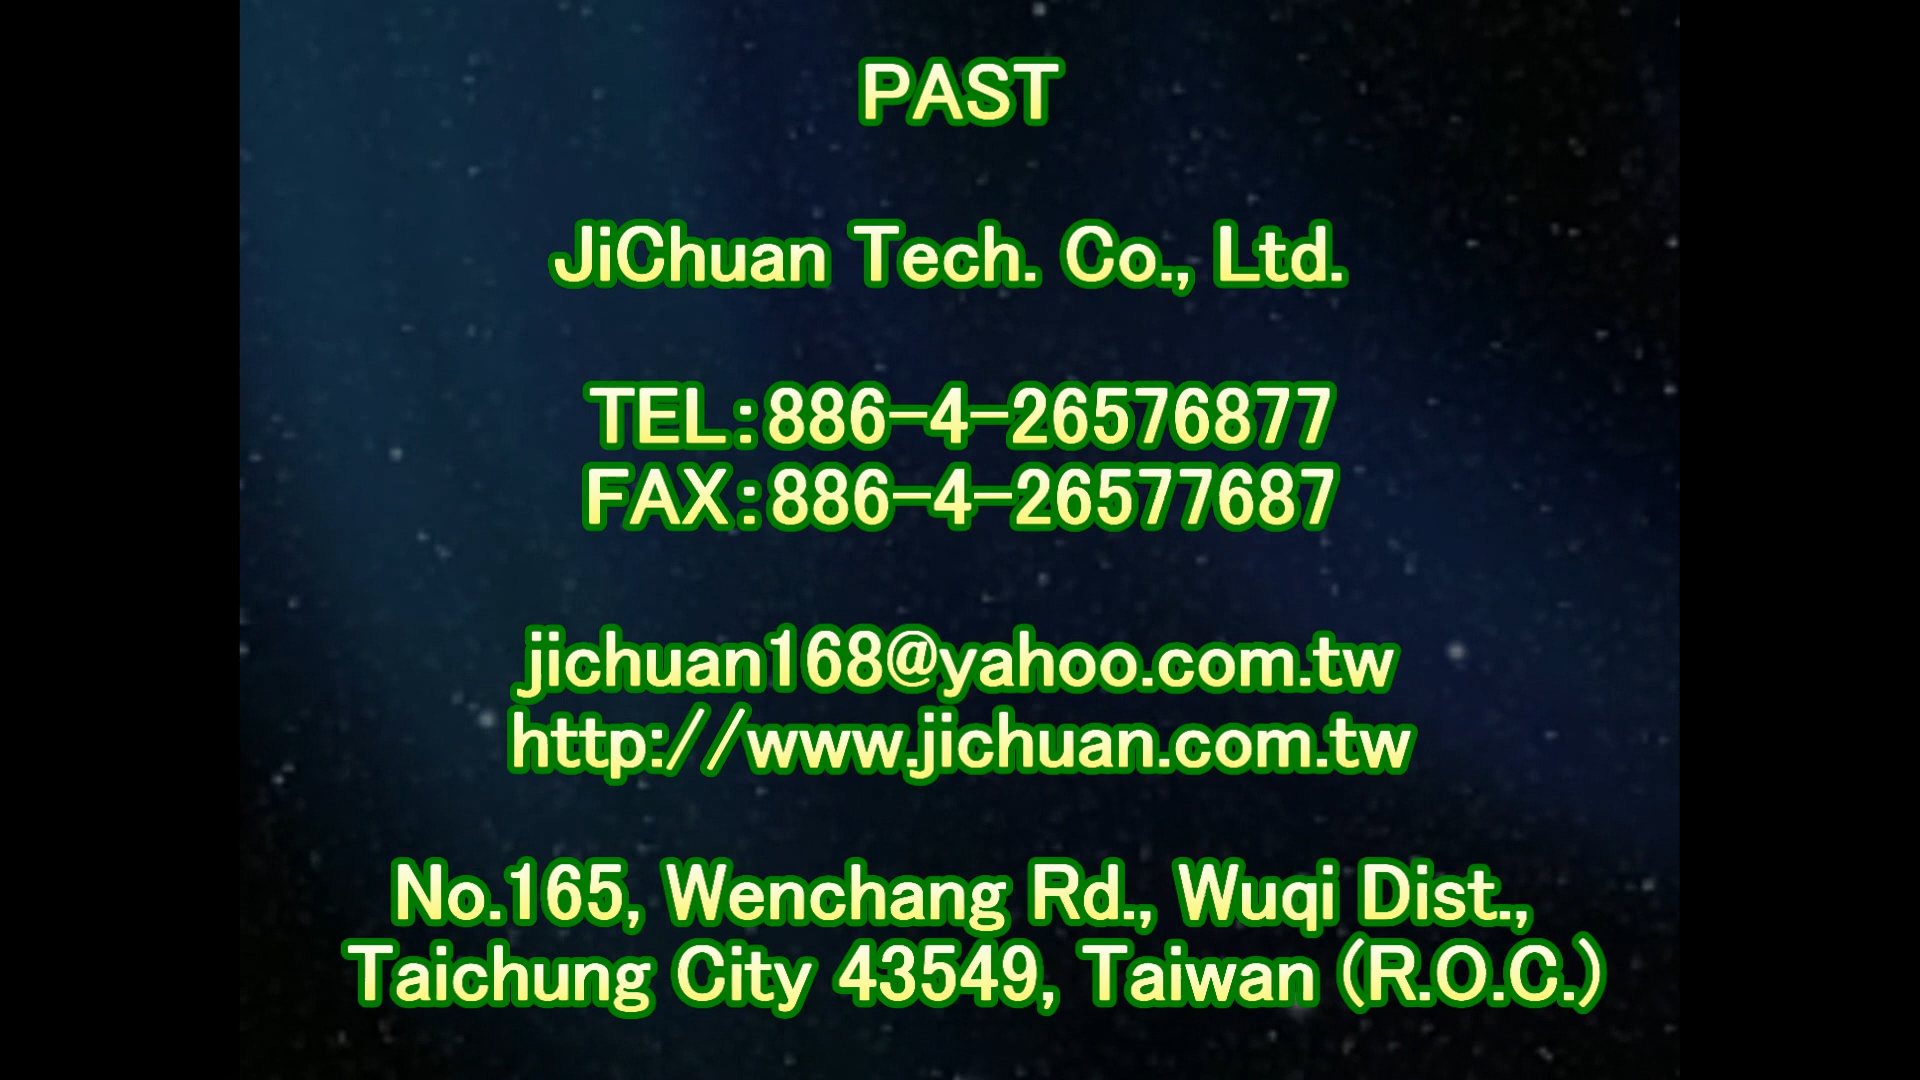 PAST
JiChuan Tech. Co., Ltd.
TEL:886-4-26576877
FAX:886-4-26577687
jichuan168@yahoo.com.tw
http://www.jichuan.com.tw
No.165, Wenchang Rd., Wuqi Dist.,
Taichung City 43549, Taiwan (R.O.C.)